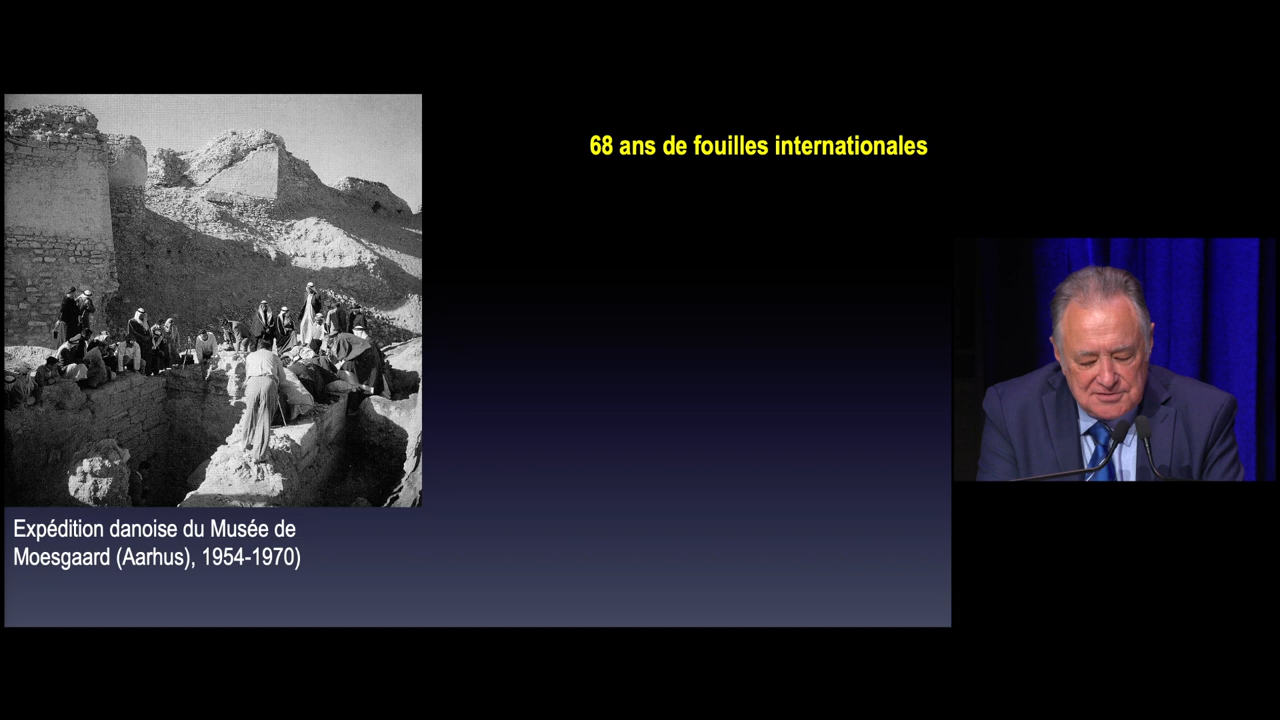 68 ans de fouilles internationales
Expédition danoise du Musée de
Moesgaard (Aarhus), 1954-1970)